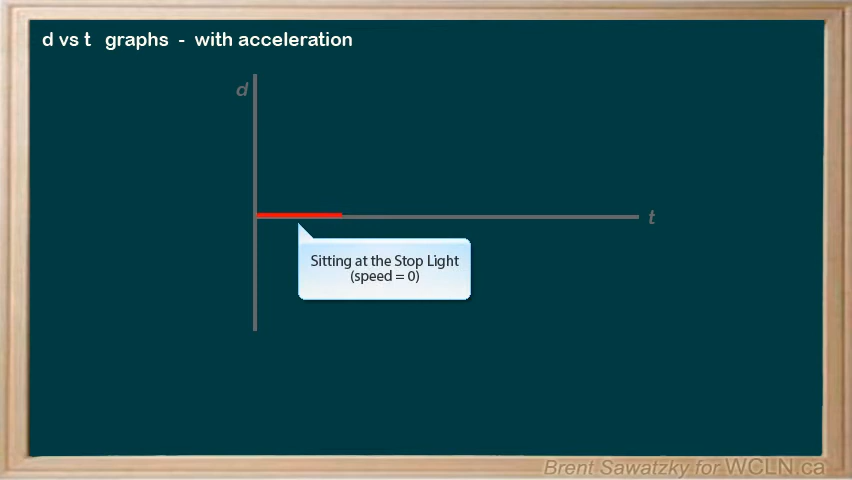 d vs t graphs - with acceleration
d
t
Sitting at the Stop Light
(speed = 0)
Brent Sawatzky for WCLN.ca